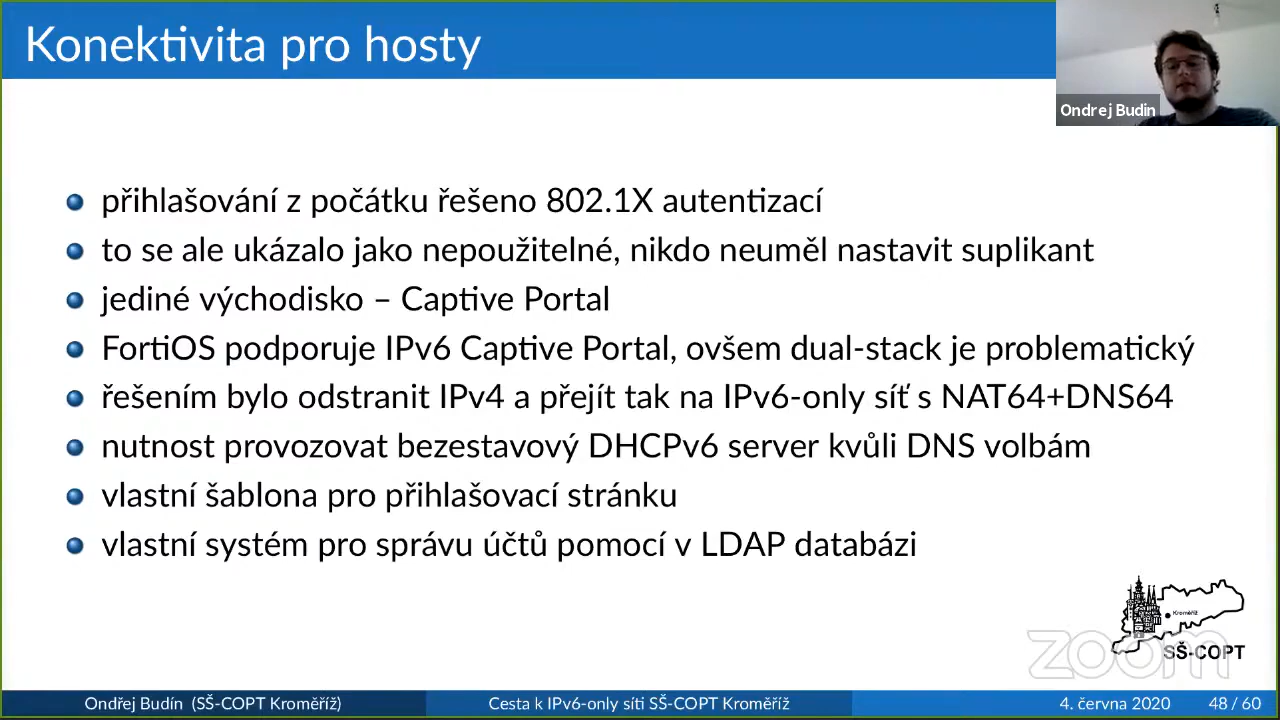 Konektivita pro hosty
Ondrej Budin
přihlašování z počátku řešeno 802.1X autentizací
to se ale ukázalo jako nepoužitelné, nikdo neuměl nastavit suplikant
jediné východisko – Captive Portal
FortiOS podporuje IPv6 Captive Portal, ovšem dual-stack je problematický
řešením bylo odstranit IPv4 a přejít tak na IPv6-only síť s NAT64+DNS64
nutnost provozovat bezestavový DHCPv6 server kvůli DNS volbám
vlastní šablona pro přihlašovací stránku
vlastní systém pro správu účtů pomocí v LDAP databázi
Kroměříž
zoom
SŠ-COPT
Ondřej Budín (SŠ-COPT Kroměříž)
Cesta k IPv6-only síti SŠ-COPT Kroměříž
4. června 2020
48 / 60